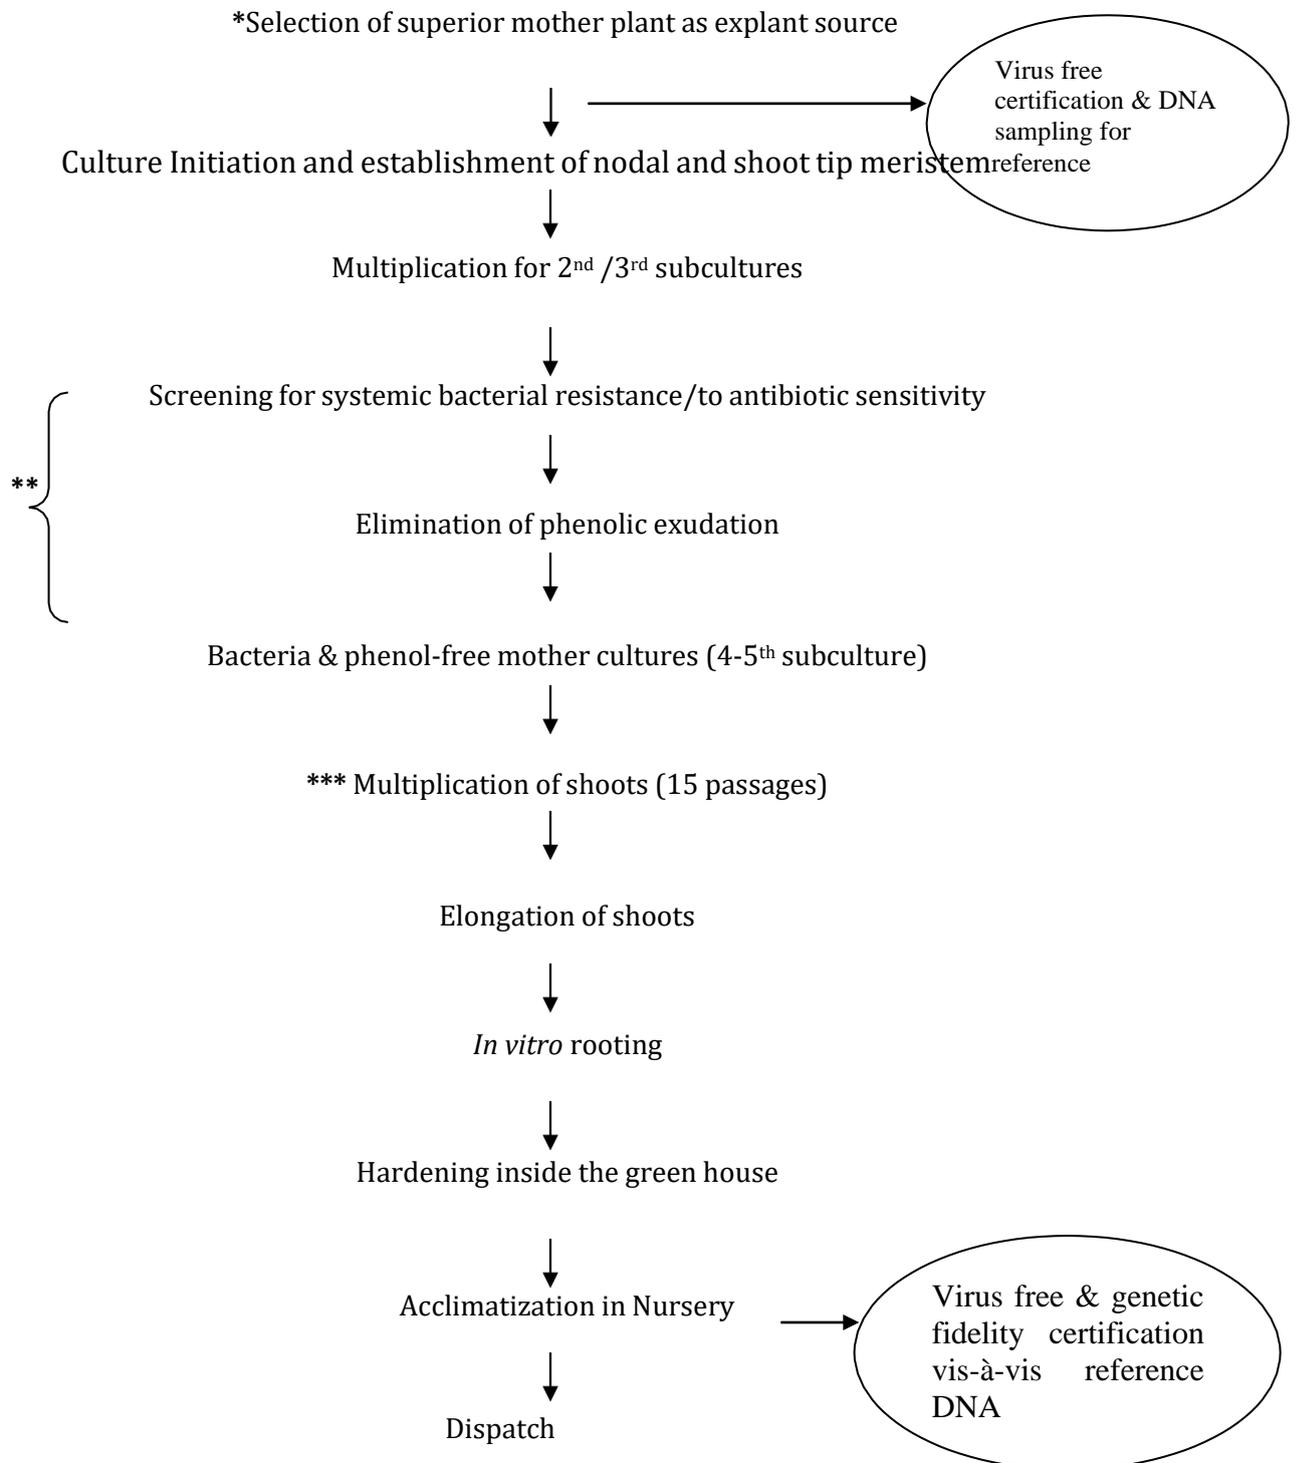 *Selection of superior mother plant as explant source
Virus free
certification & DNA
sampling for
reference
Culture Initiation and establishment of nodal and shoot tip meristem
Multiplication for 2nd /3rd subcultures
Screening for systemic bacterial resistance/to antibiotic sensitivity
**
Elimination of phenolic exudation
Bacteria & phenol-free mother cultures (4-5th subculture)
*** Multiplication of shoots (15 passages)
Elongation of shoots
In vitro rooting
Hardening inside the green house
Acclimatization in Nursery
Virus free & genetic
fidelity certification
vis-à-vis reference
DNA
Dispatch